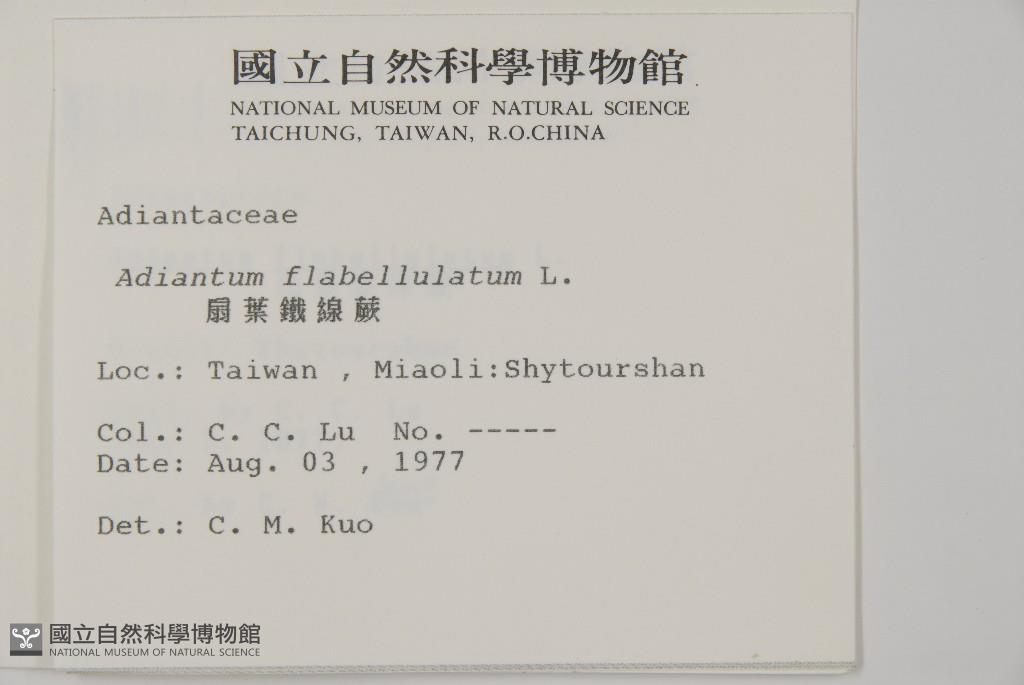 國立自然科學博物館
NATIONAL MUSEUM OF NATURAL SCIENCE
TAICHUNG, TAIWAN, R.O.CHINA
Adiantaceae
Adiantum flabellulatum L.
扇葉鐵線蕨
Loc.: Taiwan , Miaoli:Shytourshan
Col.: C. C. Lu No. -----
Date: Aug. 03 , 1977
Det.: C. M. Kuo
國立自然科學博物館
NATIONAL MUSEUM OF NATURAL SCIENCE